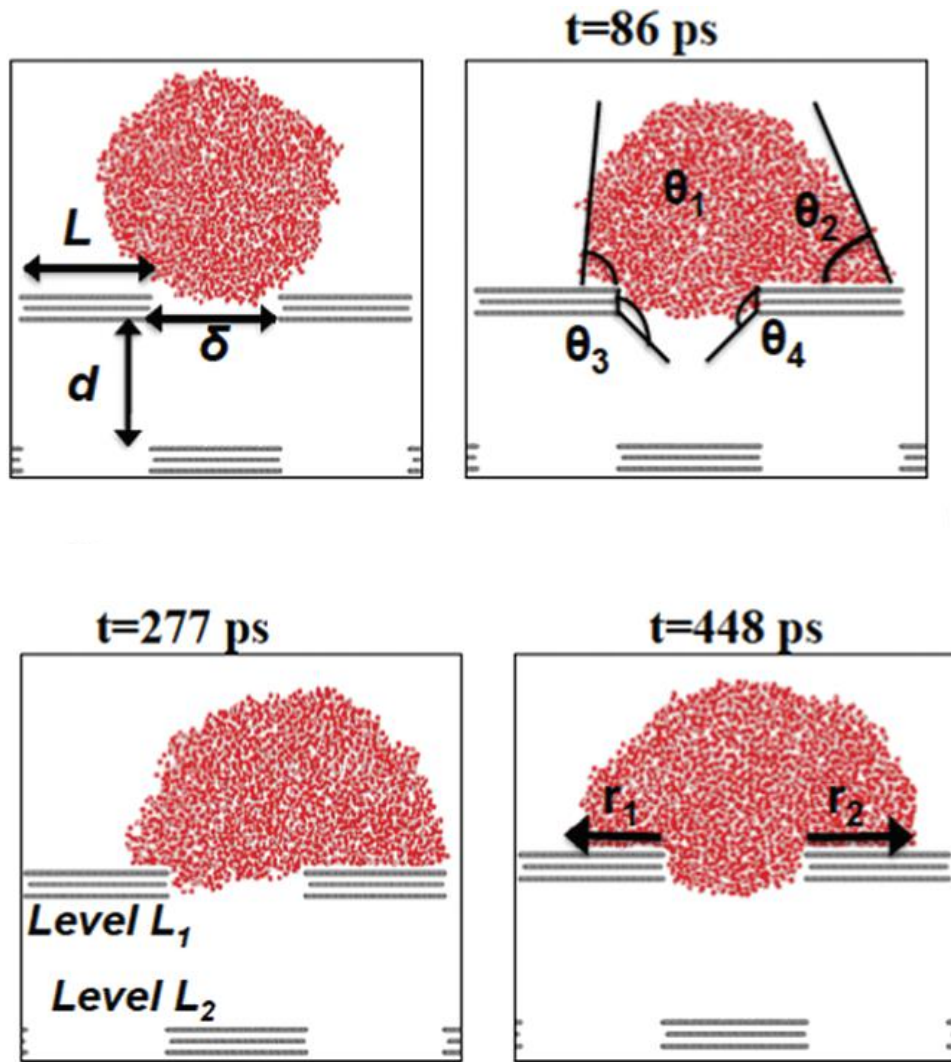 t=86 ps
L
δ
d
θ₁
θ₂
θ₃
θ₄
t=277 ps
t=448 ps
r₁
r₂
Level L₁
Level L₂